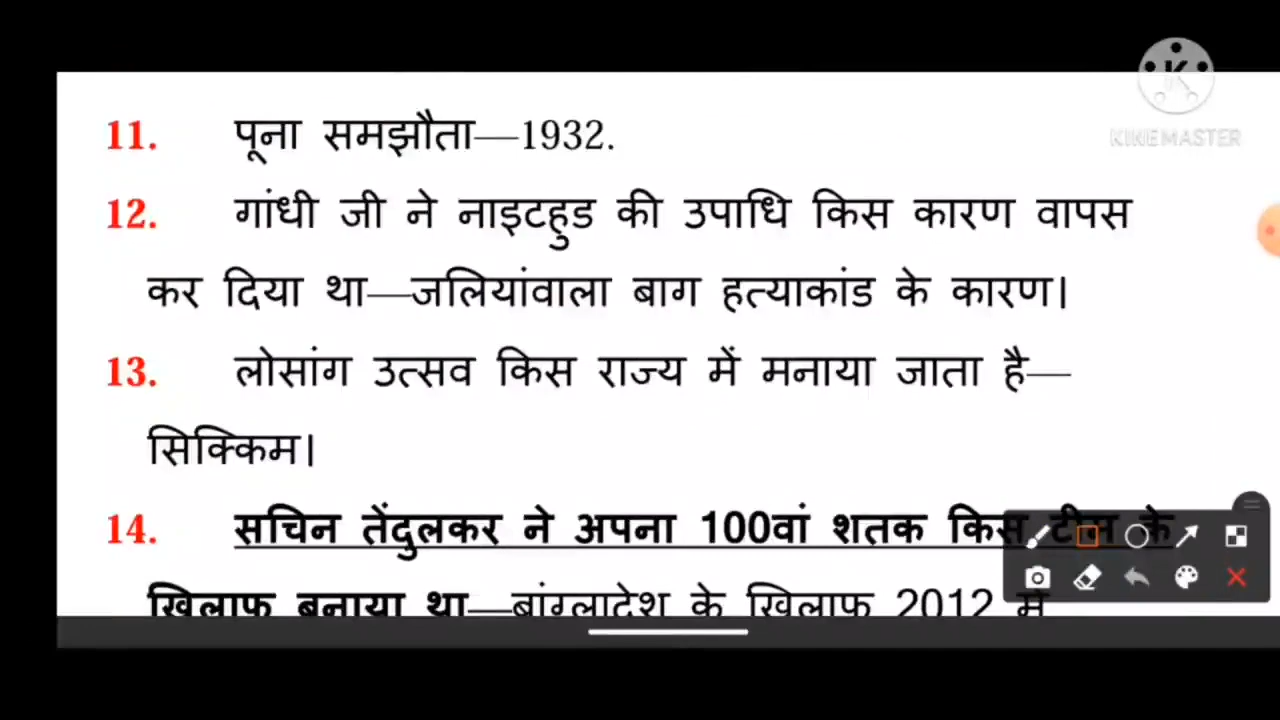 KINEMASTER
11. पूना समझौता—1932.
12. गांधी जी ने नाइटहुड की उपाधि किस कारण वापस
कर दिया था—जलियांवाला बाग हत्याकांड के कारण।
13. लोसांग उत्सव किस राज्य में मनाया जाता है—
सिक्किम।
14. सचिन तेंदुलकर ने अपना 100वां शतक किस टीम के
खिलाफ बनाया था—बांग्लादेश के खिलाफ 2012 में